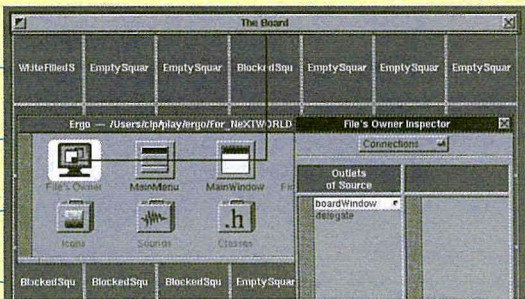 The Board
WhiteFilledS EmptySquar EmptySquar BlockedSqu EmptySquar EmptySquar EmptySquar
Ergo — /Users/clp/play/ergo/For_NeXTWORLD
File's Owner MainMenu MainWindow
Icons Sounds Classes
.h
File's Owner Inspector
Connections
Outlets
of Source
boardWindow
delegate
BlockedSqu BlockedSqu BlockedSqu EmptySquar